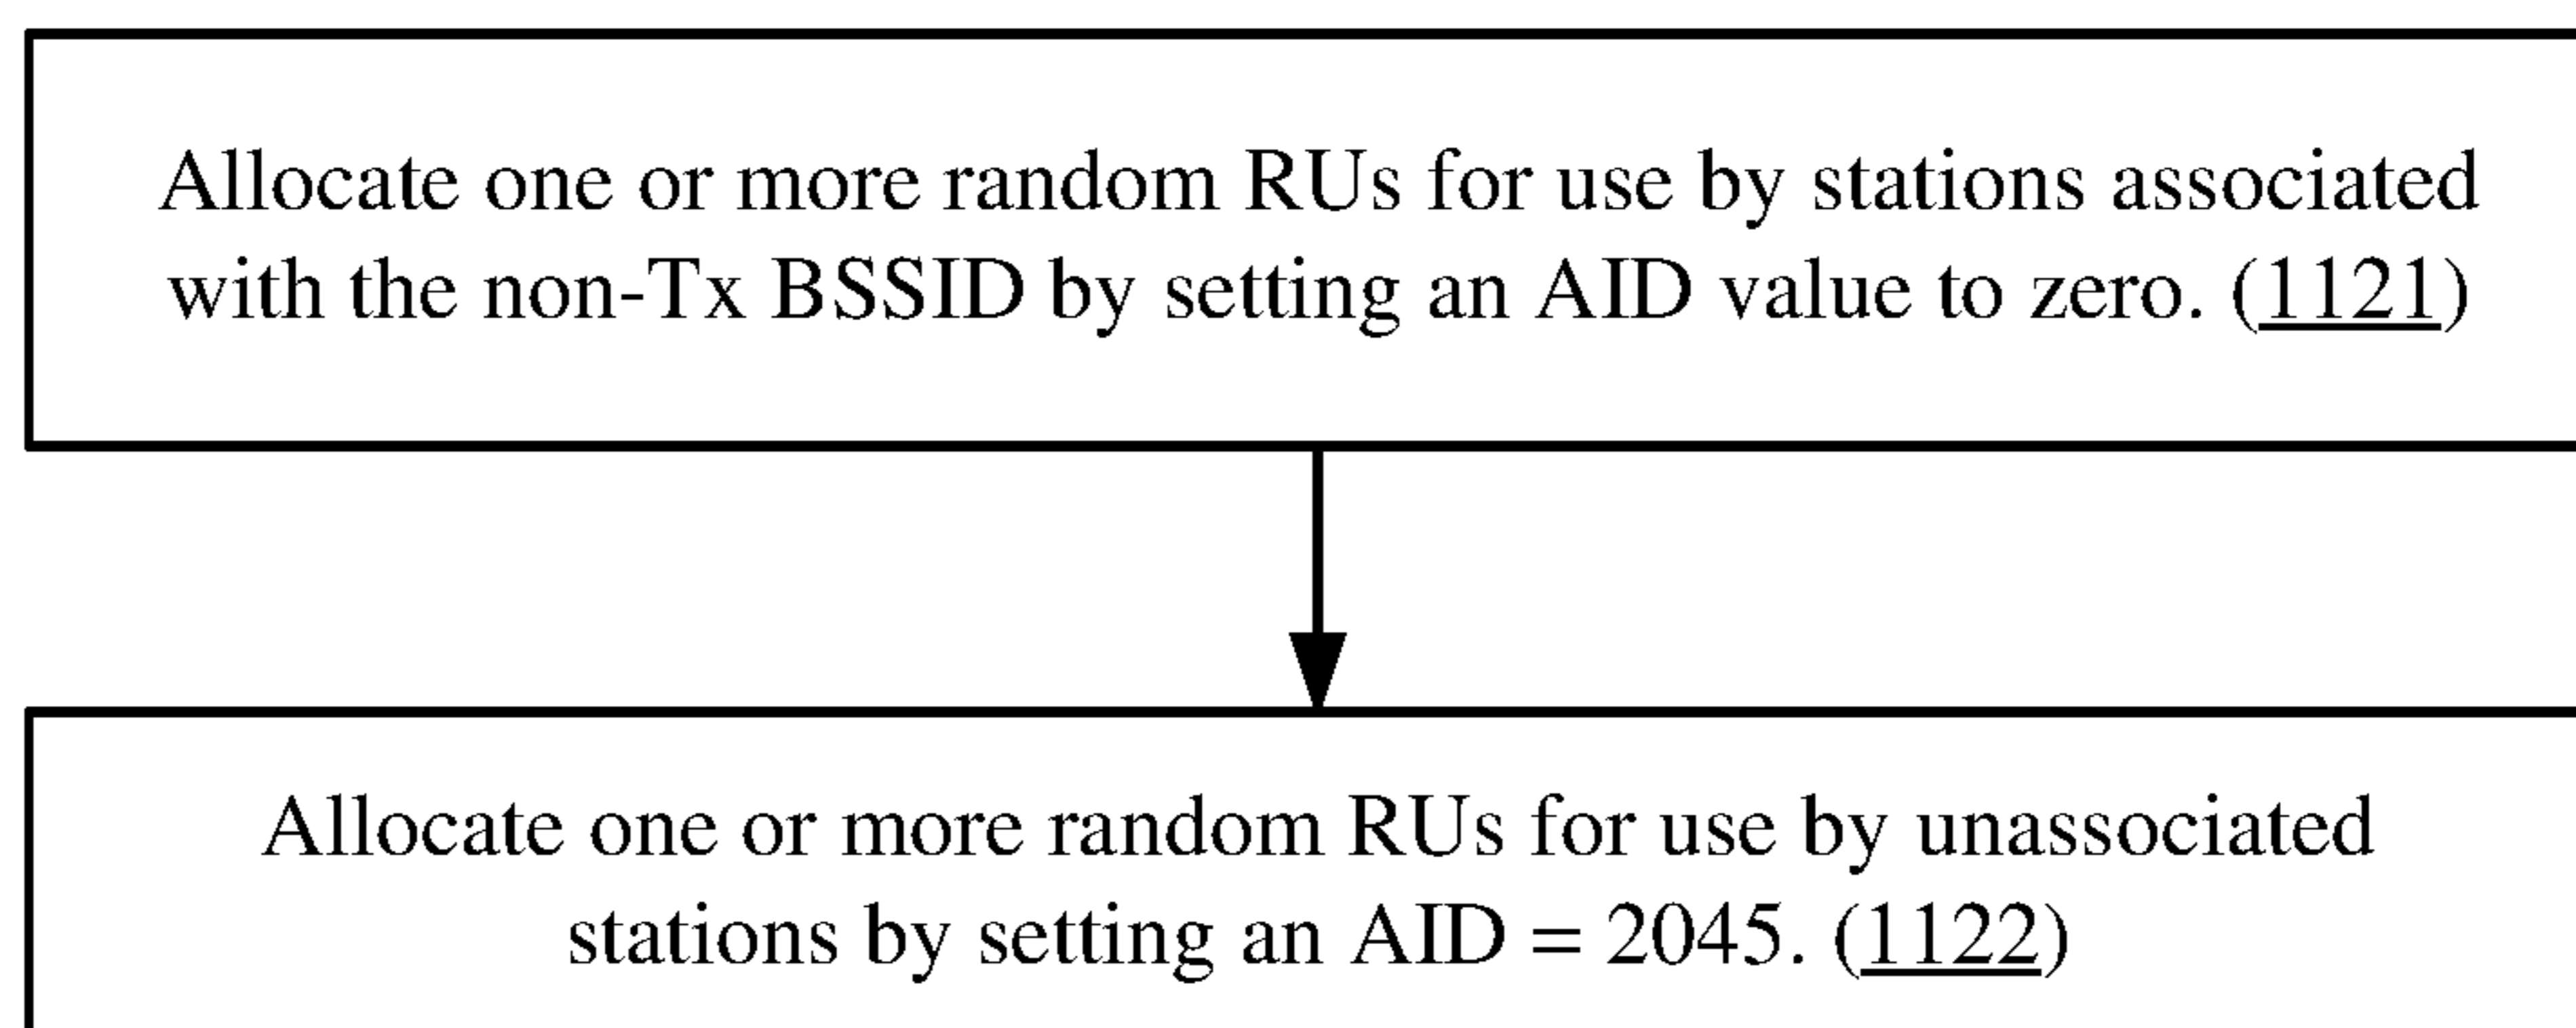 Allocate one or more random RUs for use by stations associated
with the non-Tx BSSID by setting an AID value to zero. (1121)
Allocate one or more random RUs for use by unassociated
stations by setting an AID = 2045. (1122)